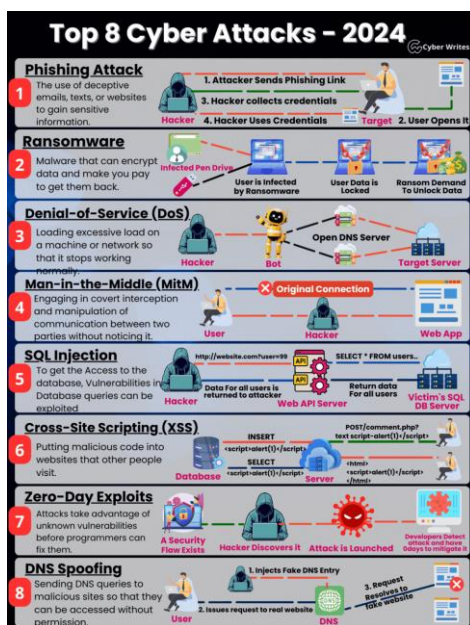 Top 8 Cyber Attacks - 2024
Cyber Writes
1
Phishing Attack
The use of deceptive
emails, texts, or websites
to gain sensitive
information.
Hacker
1. Attacker Sends Phishing Link
3. Hacker collects credentials
4. Hacker Uses Credentials
Target
2. User Opens It
2
Ransomware
Malware that can encrypt
data and make you pay
to get them back.
Infected Pen Drive
User is Infected
by Ransomware
User Data is
Locked
Ransom Demand
To Unlock Data
3
Denial-of-Service (DoS)
Loading excessive load on
a machine or network so
that it stops working
normally.
Hacker
Bot
Open DNS Server
Target Server
4
Man-in-the-Middle (MitM)
Engaging in covert interception
and manipulation of
communication between two
parties without noticing it.
Original Connection
User
Hacker
Web App
5
SQL Injection
To get the Access to the
database, Vulnerabilities in
Database queries can be
exploited
http://website.com?user=99
Hacker
Data For all users is
returned to attacker
API
API
Web API Server
SELECT * FROM users...
Return data
For all users
Victim's SQL
DB Server
6
Cross-Site Scripting (XSS)
Putting malicious code into
websites that other people
visit.
Database
INSERT
<script>alert(1)</script>
SELECT
<script>alert(1)</script>
Server
POST/comment.php?
text script>alert(1)</script>
<html>
<script>alert(1)</script>
</html>
7
Zero-Day Exploits
Attacks take advantage of
unknown vulnerabilities
before programmers can
fix them.
A Security
Flaw Exists
Hacker Discovers it
Attack is Launched
Developers Detect
attack and have
0days to mitigate it
8
DNS Spoofing
Sending DNS queries to
malicious sites so that they
can be accessed without
permission.
User
1. Injects Fake DNS Entry
2. Issues request to real website
DNS
3. Request
Resolves to
fake website